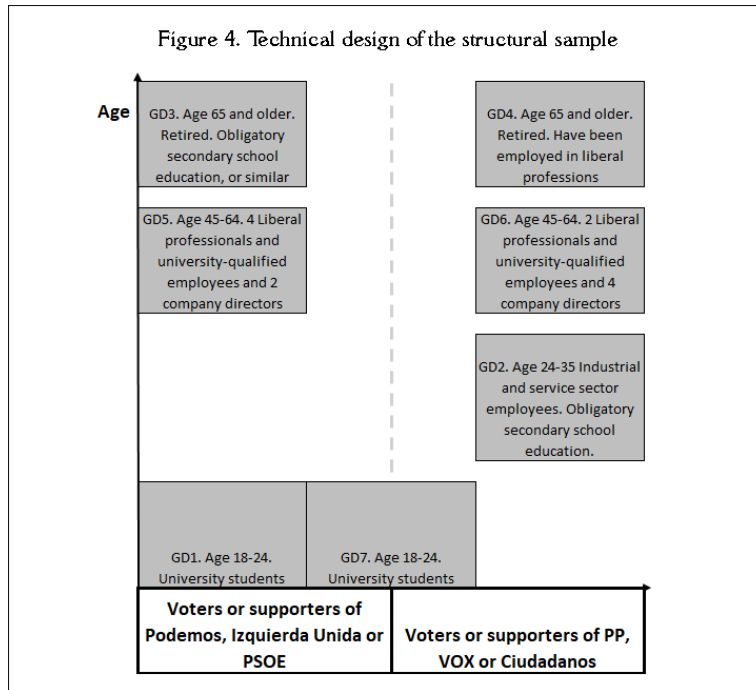 Figure 4. Technical design of the structural sample
Age
GD3. Age 65 and older.
Retired. Obligatory
secondary school
education, or similar
GD4. Age 65 and older.
Retired. Have been
employed in liberal
professions
GD5. Age 45-64. 4 Liberal
professionals and
university-qualified
employees and 2
company directors
GD6. Age 45-64. 2 Liberal
professionals and
university-qualified
employees and 4
company directors
GD2. Age 24-35 Industrial
and service sector
employees. Obligatory
secondary school
education.
GD1. Age 18-24.
University students
GD7. Age 18-24.
University students
Voters or supporters of
Podemos, Izquierda Unida or
PSOE
Voters or supporters of PP,
VOX or Ciudadanos